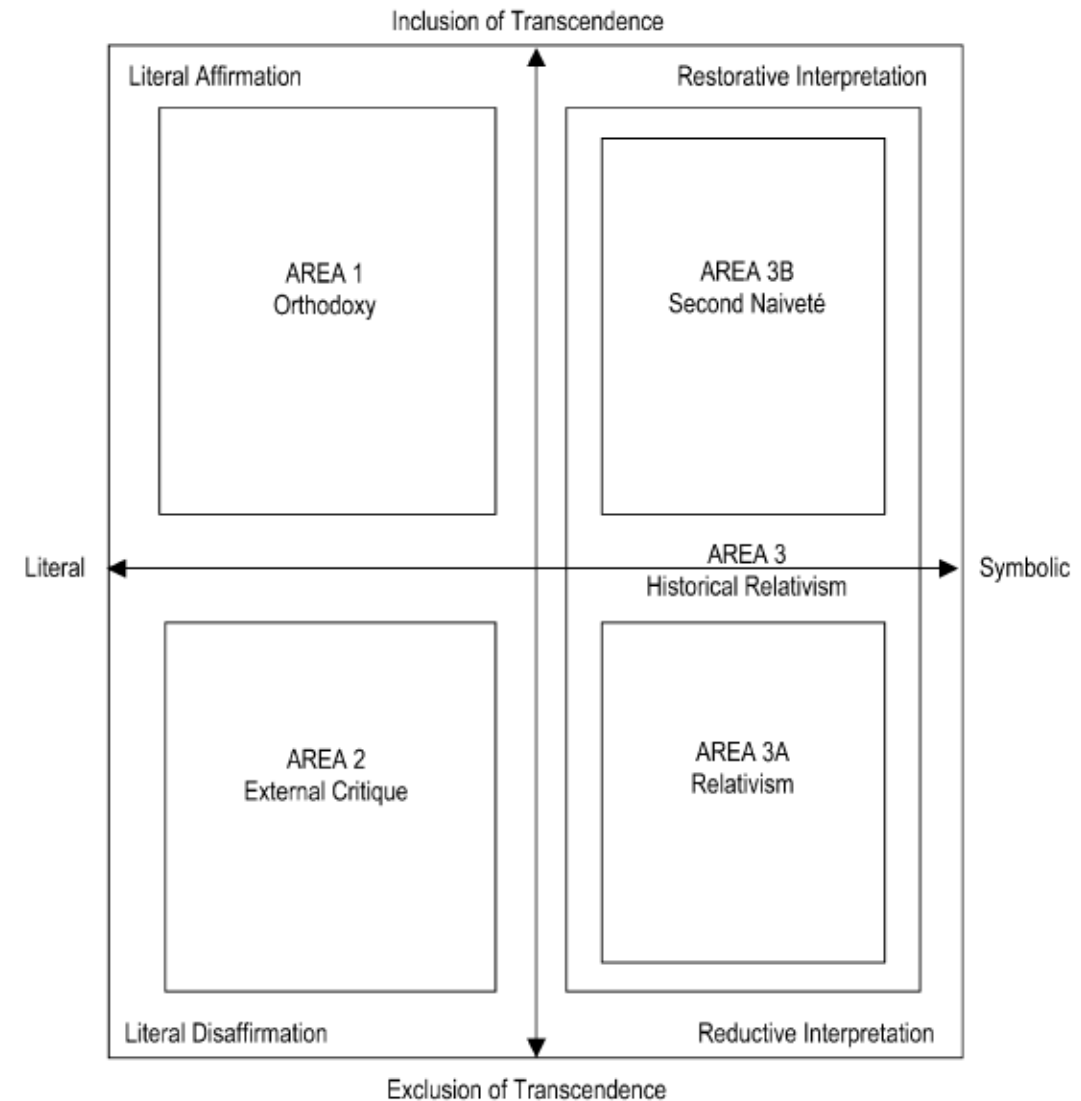 Inclusion of Transcendence
Literal Affirmation
Restorative Interpretation
AREA 1
Orthodoxy
AREA 3B
Second Naiveté
Literal
AREA 3
Historical Relativism
Symbolic
AREA 2
External Critique
AREA 3A
Relativism
Literal Disaffirmation
Reductive Interpretation
Exclusion of Transcendence